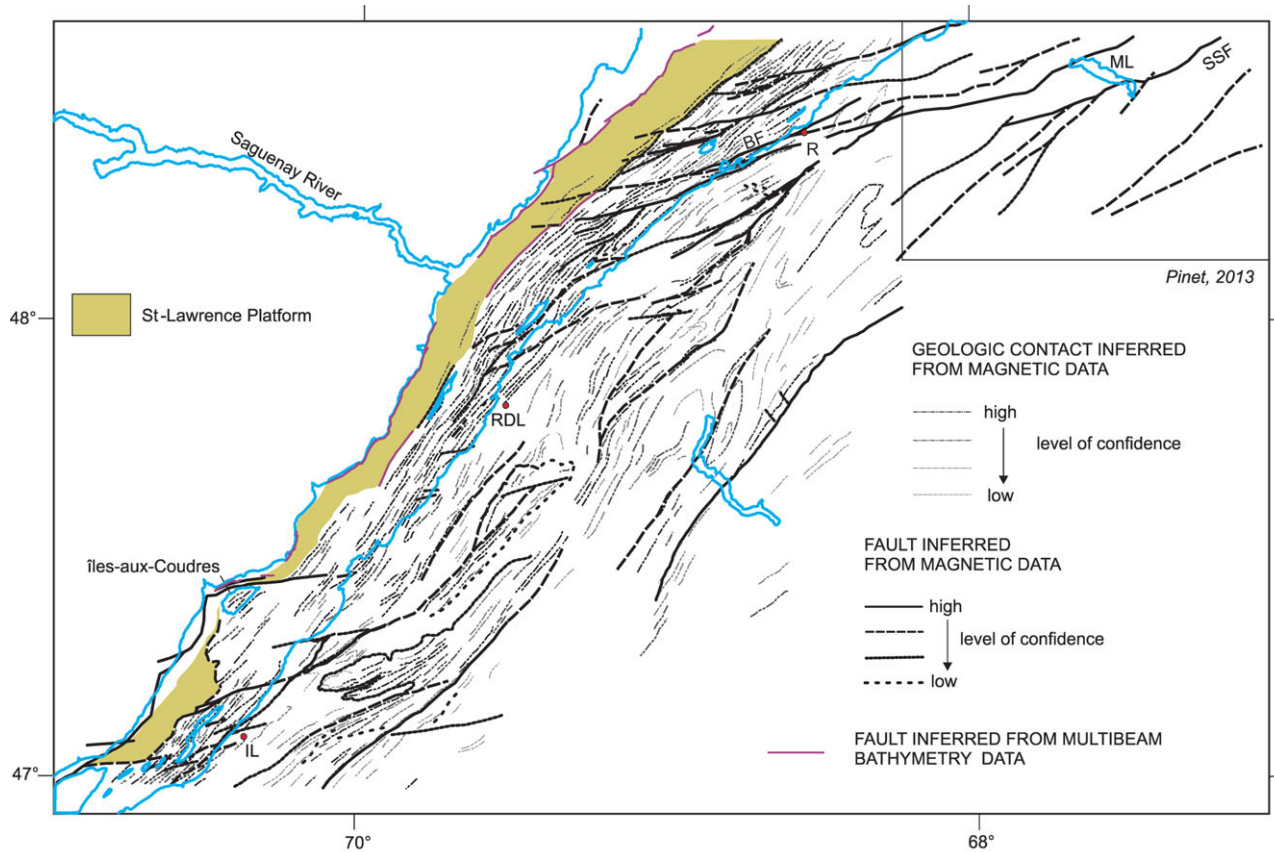 ML
SSF
Saguenay River
BF
R
Pinet, 2013
48°
St-Lawrence Platform
GEOLOGIC CONTACT INFERRED
FROM MAGNETIC DATA
high
level of confidence
low
RDL
FAULT INFERRED
FROM MAGNETIC DATA
îles-aux-Coudres
high
level of confidence
low
IL
FAULT INFERRED FROM MULTIBEAM
BATHYMETRY DATA
47°
70°
68°